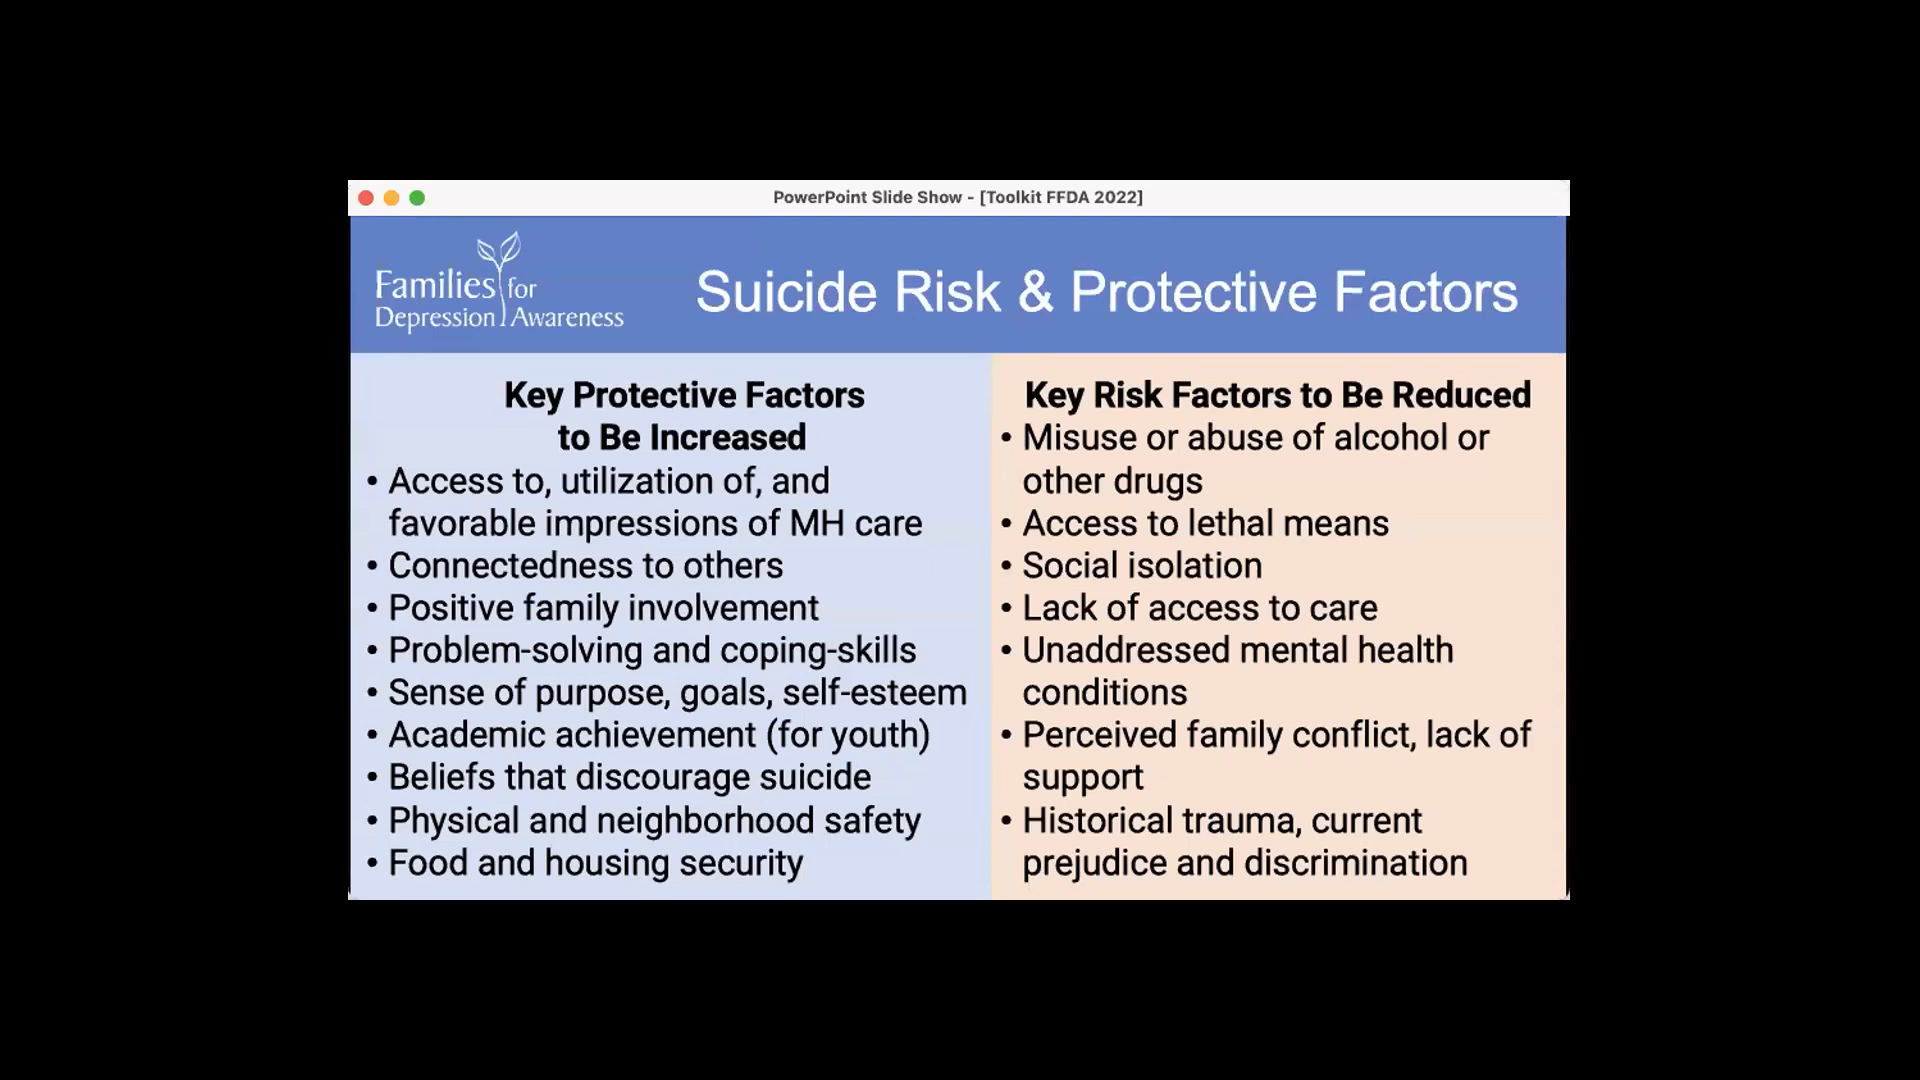 PowerPoint Slide Show - [Toolkit FFDA 2022]
Families for
Depression Awareness
Suicide Risk & Protective Factors
Key Protective Factors
to Be Increased
• Access to, utilization of, and
favorable impressions of MH care
• Connectedness to others
• Positive family involvement
• Problem-solving and coping-skills
• Sense of purpose, goals, self-esteem
• Academic achievement (for youth)
• Beliefs that discourage suicide
• Physical and neighborhood safety
• Food and housing security
Key Risk Factors to Be Reduced
• Misuse or abuse of alcohol or
other drugs
• Access to lethal means
• Social isolation
• Lack of access to care
• Unaddressed mental health
conditions
• Perceived family conflict, lack of
support
• Historical trauma, current
prejudice and discrimination